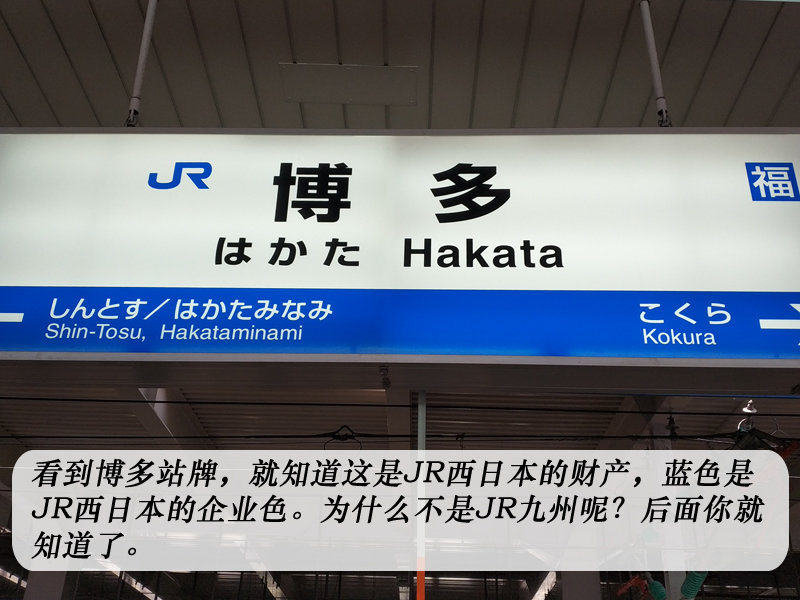 JR 博多 福
はかた Hakata
しんとす/はかたみなみ こくら
Shin-Tosu, Hakataminami Kokura
看到博多站牌，就知道这是JR西日本的财产，蓝色是
JR西日本的企业色。为什么不是JR九州呢？后面你就
知道了。